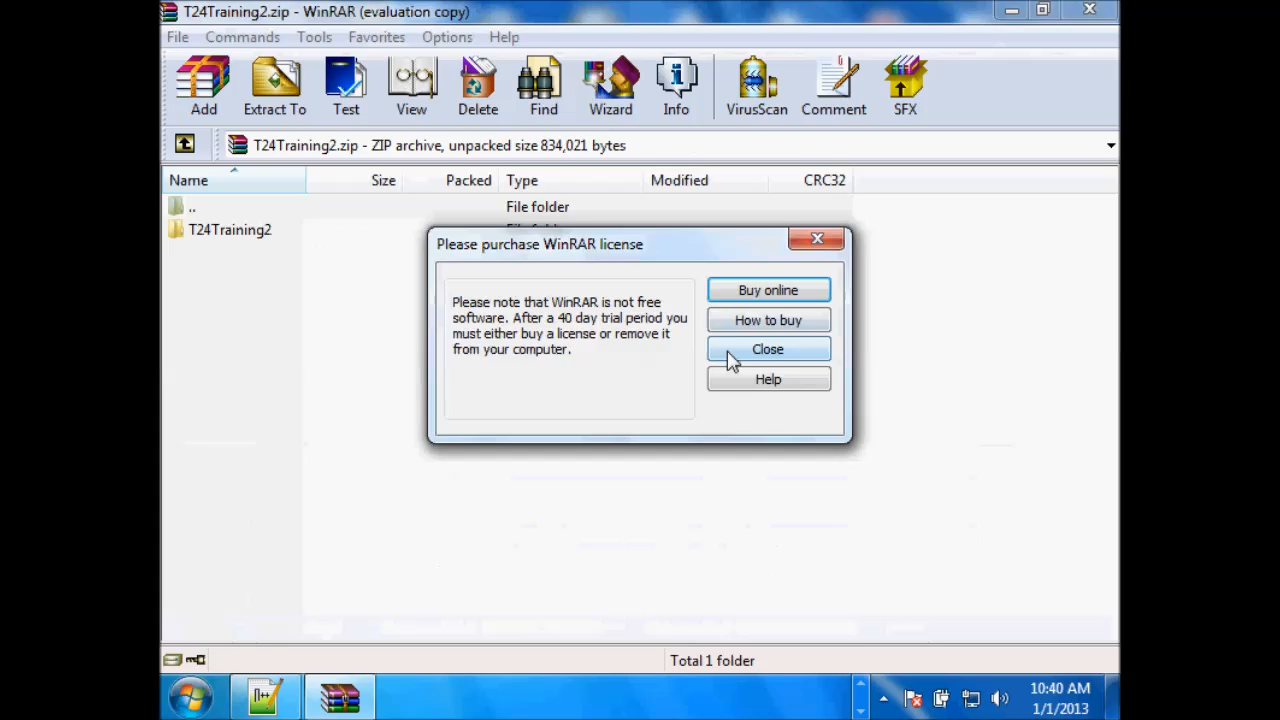 T24Training2.zip - WinRAR (evaluation copy)
File Commands Tools Favorites Options Help
Add Extract To Test View Delete Find Wizard Info VirusScan Comment SFX
T24Training2.zip - ZIP archive, unpacked size 834,021 bytes
Name Size Packed Type Modified CRC32
.. File folder
T24Training2
Please purchase WinRAR license
Please note that WinRAR is not free
software. After a 40 day trial period you
must either buy a license or remove it
from your computer.
Buy online
How to buy
Close
Help
Total 1 folder
10:40 AM
1/1/2013